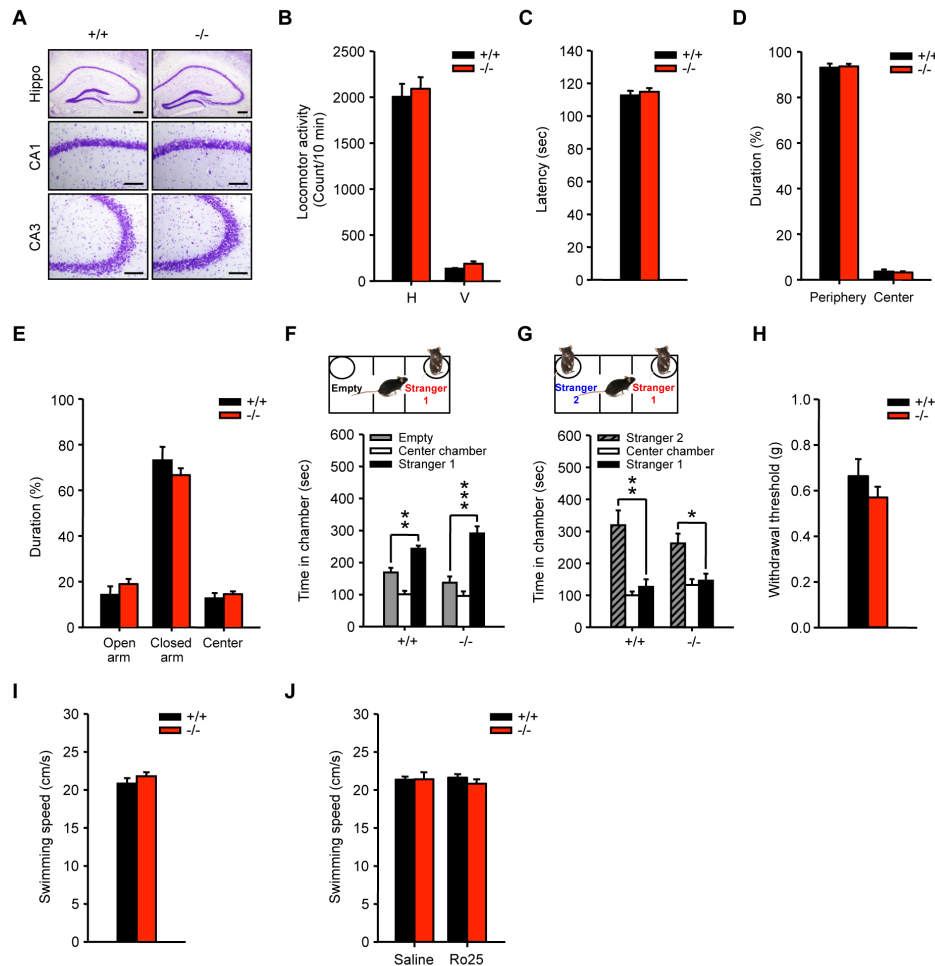 A
+/+
-/-
Hippo
CA1
CA3
B
Locomotor activity
(Count/10 min)
2500
2000
1500
1000
500
0
H
V
+/+
-/-
C
Latency (sec)
140
120
100
80
60
40
20
0
+/+
-/-
D
Duration (%)
100
80
60
40
20
0
Periphery
Center
+/+
-/-
E
Duration (%)
100
80
60
40
20
0
Open
arm
Closed
arm
Center
+/+
-/-
F
Empty
Stranger
1
Time in chamber (sec)
600
500
400
300
200
100
0
Empty
Center chamber
Stranger 1
**
***
+/+
-/-
G
Stranger
2
Stranger
1
Time in chamber (sec)
600
500
400
300
200
100
0
Stranger 2
Center chamber
Stranger 1
**
*
+/+
-/-
H
Withdrawal threshold (g)
1.0
0.8
0.6
0.4
0.2
0.0
+/+
-/-
I
Swimming speed (cm/s)
30
25
20
15
10
5
0
+/+
-/-
J
Swimming speed (cm/s)
30
25
20
15
10
5
0
Saline
Ro25
+/+
-/-